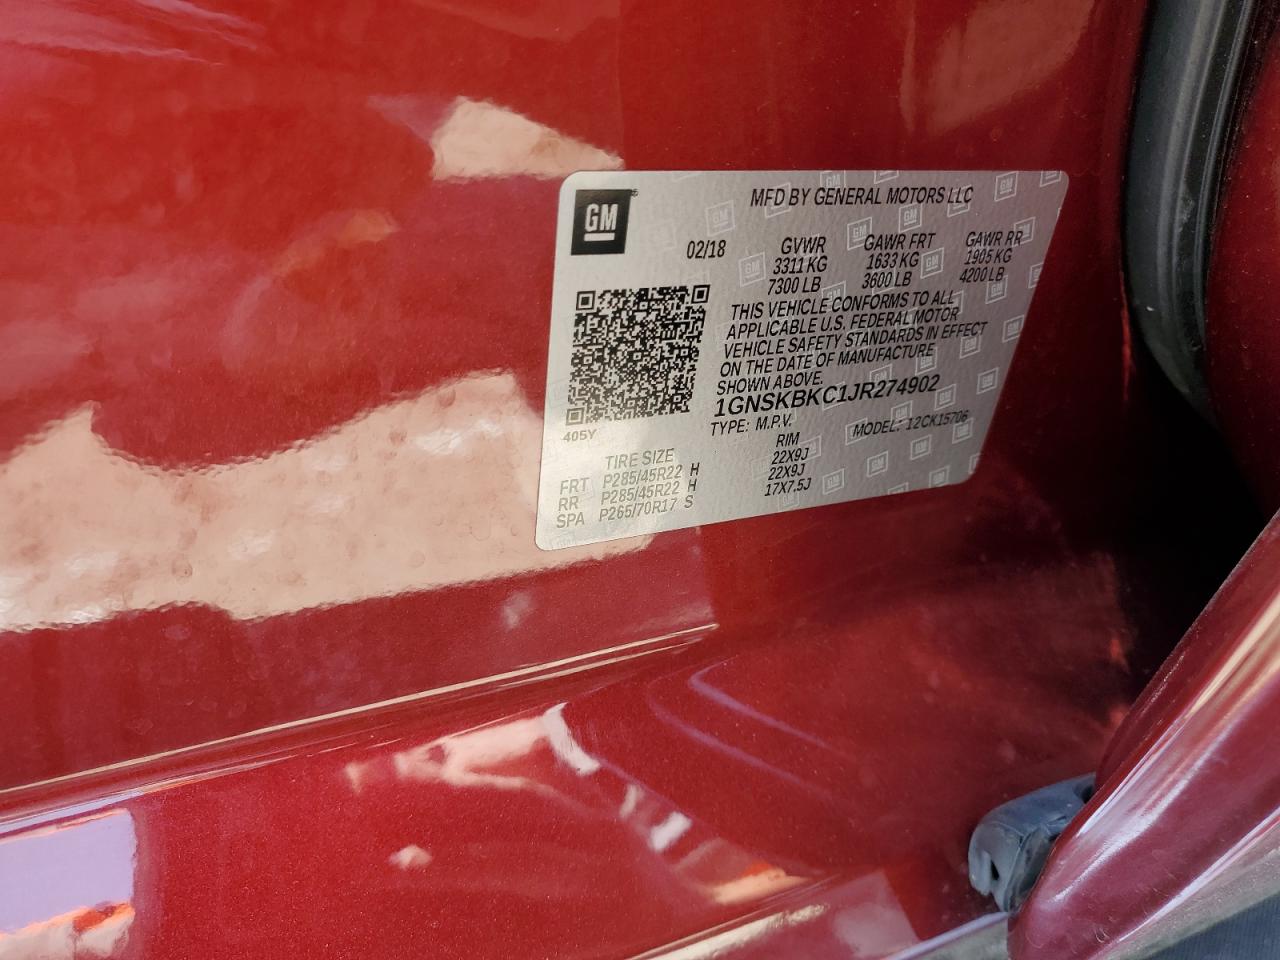 GM
MFD BY GENERAL MOTORS LLC
02/18 GVWR GAWR FRT GAWR RR
3311 KG 1633 KG 1905 KG
7300 LB 3600 LB 4200 LB
THIS VEHICLE CONFORMS TO ALL
APPLICABLE U.S. FEDERAL MOTOR
VEHICLE SAFETY STANDARDS IN EFFECT
ON THE DATE OF MANUFACTURE
SHOWN ABOVE.
1GNSKBKC1JR274902
405Y
TYPE: M.P.V. MODEL: 12CK15706
TIRE SIZE RIM
FRT P285/45R22 H 22X9J
RR P285/45R22 H 22X9J
SPA P265/70R17 S 17X7.5J